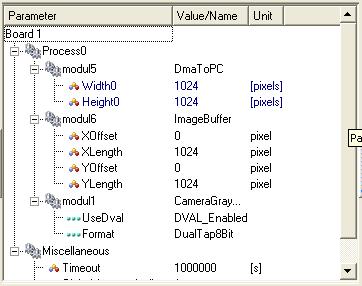 Parameter Value/Name Unit
Board 1
Process0
modul5 DmaToPC
Width0 1024 [pixels]
Height0 1024 [pixels]
modul6 ImageBuffer
XOffset 0 pixel
XLength 1024 pixel
YOffset 0 pixel
YLength 1024 pixel
modul1 CameraGray...
UseDval DVAL_Enabled
Format DualTap8Bit
Miscellaneous
Timeout 1000000 [s]
Pa